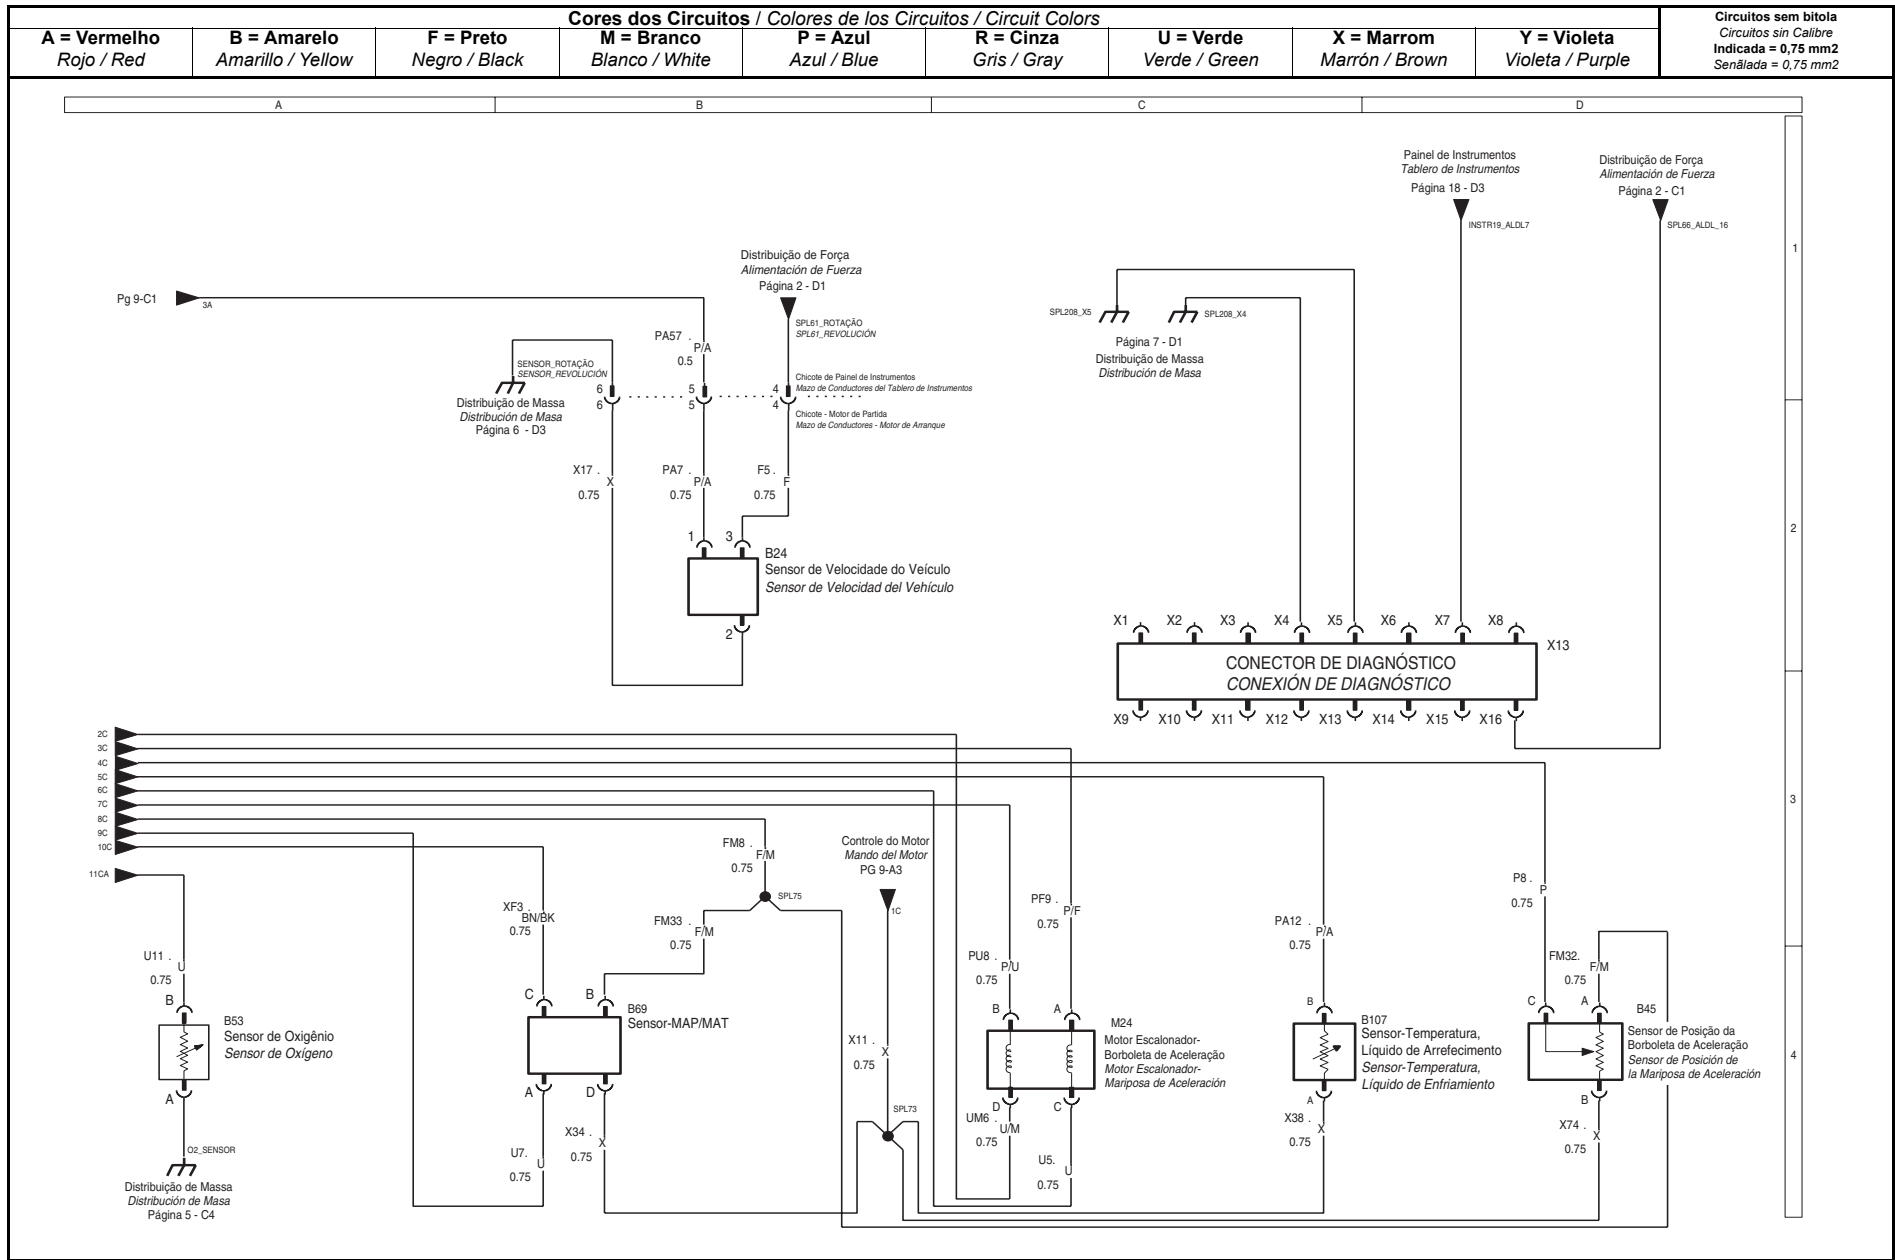 Cores dos Circuitos / Colores de los Circuitos / Circuit Colors
A = Vermelho
Rojo / Red
B = Amarelo
Amarillo / Yellow
F = Preto
Negro / Black
M = Branco
Blanco / White
P = Azul
Azul / Blue
R = Cinza
Gris / Gray
U = Verde
Verde / Green
X = Marrom
Marrón / Brown
Y = Violeta
Violeta / Purple
Circuitos sem bitola
Circuitos sin Calibre
Indicada = 0,75 mm2
Senãlada = 0,75 mm2
A
B
C
D
1
2
3
4
Pg 9-C1
3A
Distribuição de Força
Alimentación de Fuerza
Página 2 - D1
SPL61_ROTAÇÃO
SPL61_REVOLUCIÓN
PA57 .
P/A
0.5
SENSOR_ROTAÇÃO
SENSOR_REVOLUCIÓN
Distribuição de Massa
Distribución de Masa
Página 6 - D3
6
6
5
5
4
4
Chicote de Painel de Instrumentos
Mazo de Conductores del Tablero de Instrumentos
Chicote - Motor de Partida
Mazo de Conductores - Motor de Arranque
X17 .
X
0.75
PA7 .
P/A
0.75
F5 .
F
0.75
1
3
2
B24
Sensor de Velocidade do Veículo
Sensor de Velocidad del Vehículo
Painel de Instrumentos
Tablero de Instrumentos
Página 18 - D3
INSTR19_ALDL7
Distribução de Força
Alimentación de Fuerza
Página 2 - C1
SPL66_ALDL_16
SPL208_X5
SPL208_X4
Página 7 - D1
Distribuição de Massa
Distribución de Masa
X1
X2
X3
X4
X5
X6
X7
X8
X13
CONECTOR DE DIAGNÓSTICO
CONEXIÓN DE DIAGNÓSTICO
X9
X10
X11
X12
X13
X14
X15
X16
2C
3C
4C
5C
6C
7C
8C
9C
10C
11CA
U11 .
U
0.75
B
B53
Sensor de Oxigênio
Sensor de Oxígeno
A
O2_SENSOR
Distribuição de Massa
Distribución de Masa
Página 5 - C4
XF3 .
BN/BK
0.75
FM8 .
F/M
0.75
SPL75
FM33 .
F/M
0.75
C
B
B69
Sensor-MAP/MAT
A
D
U7.
U
0.75
X34 .
X
0.75
Controle do Motor
Mando del Motor
PG 9-A3
1C
X11 .
X
0.75
SPL73
PF9 .
P/F
0.75
PU8 .
P/U
0.75
B
A
M24
Motor Escalonador-
Borboleta de Aceleração
Motor Escalonador-
Mariposa de Aceleración
D
C
UM6 .
U/M
0.75
U5.
U
0.75
PA12 .
P/A
0.75
B
B107
Sensor-Temperatura,
Líquido de Arrefecimento
Sensor-Temperatura,
Líquido de Enfriamiento
A
X38 .
X
0.75
P8 .
P
0.75
FM32.
F/M
0.75
C
A
B45
Sensor de Posição da
Borboleta de Aceleração
Sensor de Posición de
la Mariposa de Aceleración
B
X74 .
X
0.75